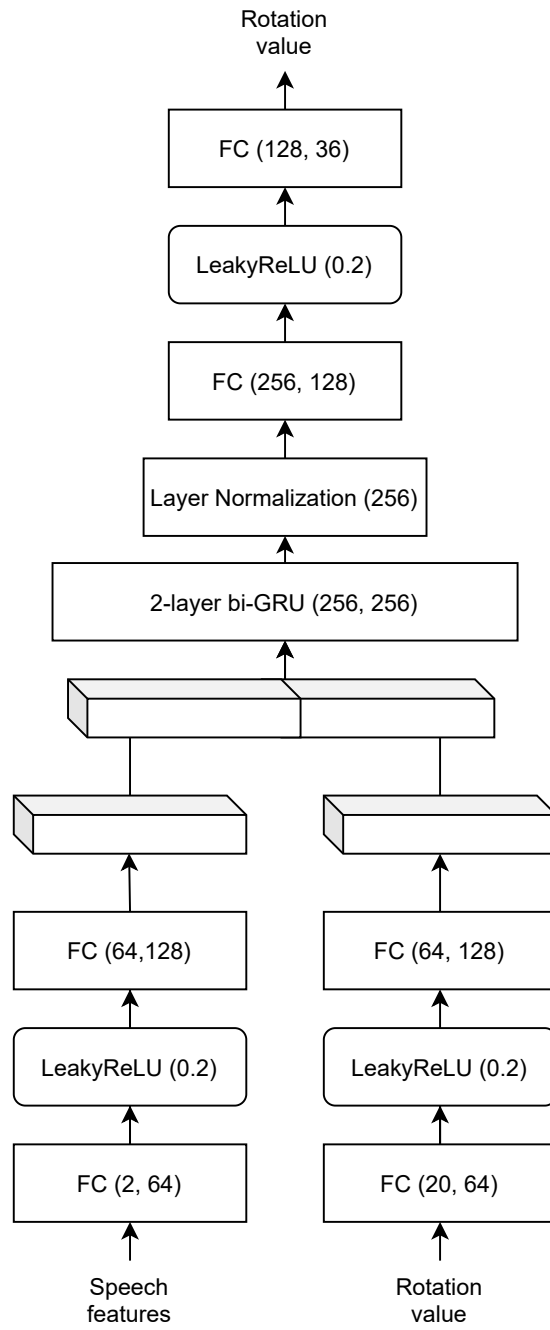 Rotation
value
FC (128, 36)
LeakyReLU (0.2)
FC (256, 128)
Layer Normalization (256)
2-layer bi-GRU (256, 256)
FC (64,128)
FC (64, 128)
LeakyReLU (0.2)
LeakyReLU (0.2)
FC (2, 64)
FC (20, 64)
Speech
features
Rotation
value